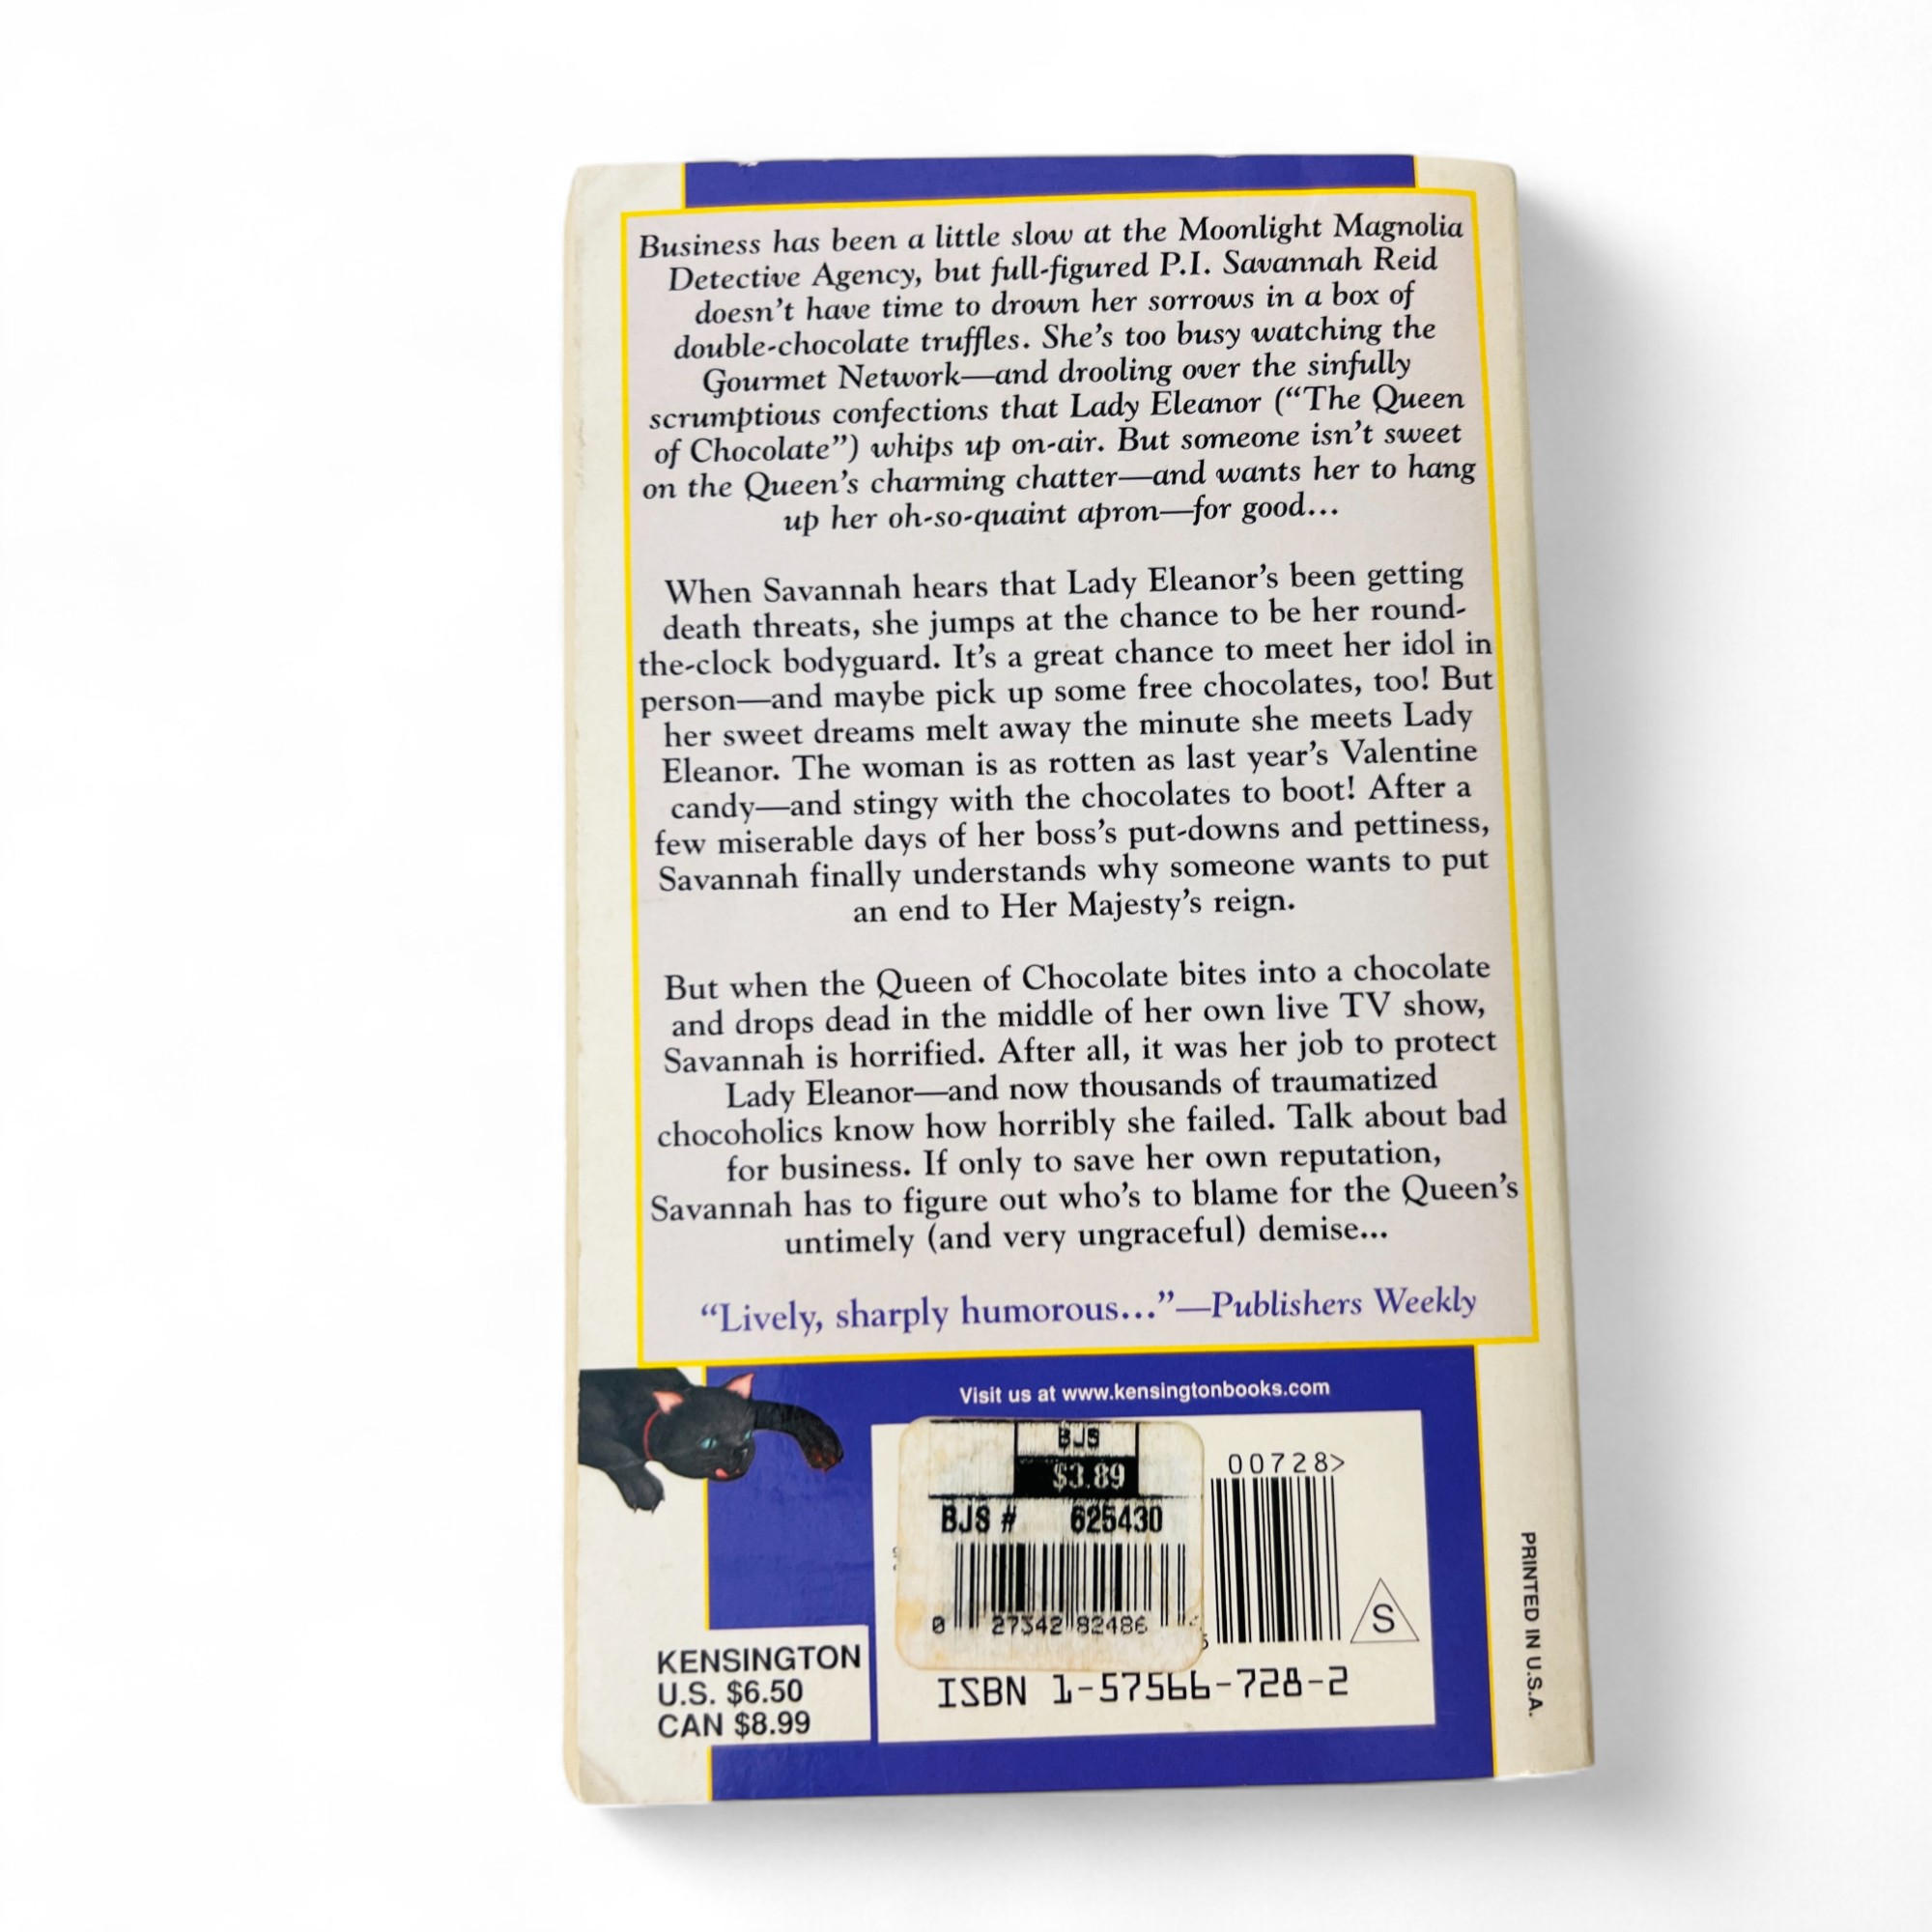 Business has been a little slow at the Moonlight Magnolia
Detective Agency, but full-figured P.I. Savannah Reid
doesn't have time to drown her sorrows in a box of
double-chocolate truffles. She's too busy watching the
Gourmet Network—and drooling over the sinfully
scrumptious confections that Lady Eleanor (“The Queen
of Chocolate”) whips up on-air. But someone isn't sweet
on the Queen's charming chatter—and wants her to hang
up her oh-so-quaint apron—for good...
When Savannah hears that Lady Eleanor's been getting
death threats, she jumps at the chance to be her round-
the-clock bodyguard. It's a great chance to meet her idol in
person—and maybe pick up some free chocolates, too! But
her sweet dreams melt away the minute she meets Lady
Eleanor. The woman is as rotten as last year's Valentine
candy—and stingy with the chocolates to boot! After a
few miserable days of her boss's put-downs and pettiness,
Savannah finally understands why someone wants to put
an end to Her Majesty's reign.
But when the Queen of Chocolate bites into a chocolate
and drops dead in the middle of her own live TV show,
Savannah is horrified. After all, it was her job to protect
Lady Eleanor—and now thousands of traumatized
chocoholics know how horribly she failed. Talk about bad
for business. If only to save her own reputation,
Savannah has to figure out who's to blame for the Queen's
untimely (and very ungraceful) demise...
“Lively, sharply humorous...”—Publishers Weekly
Visit us at www.kensingtonbooks.com
BJS
$3.89
BJS # 625430
0 27342 82486
00728>
S
ISBN 1-57566-728-2
KENSINGTON
U.S. $6.50
CAN $8.99
PRINTED IN U.S.A.